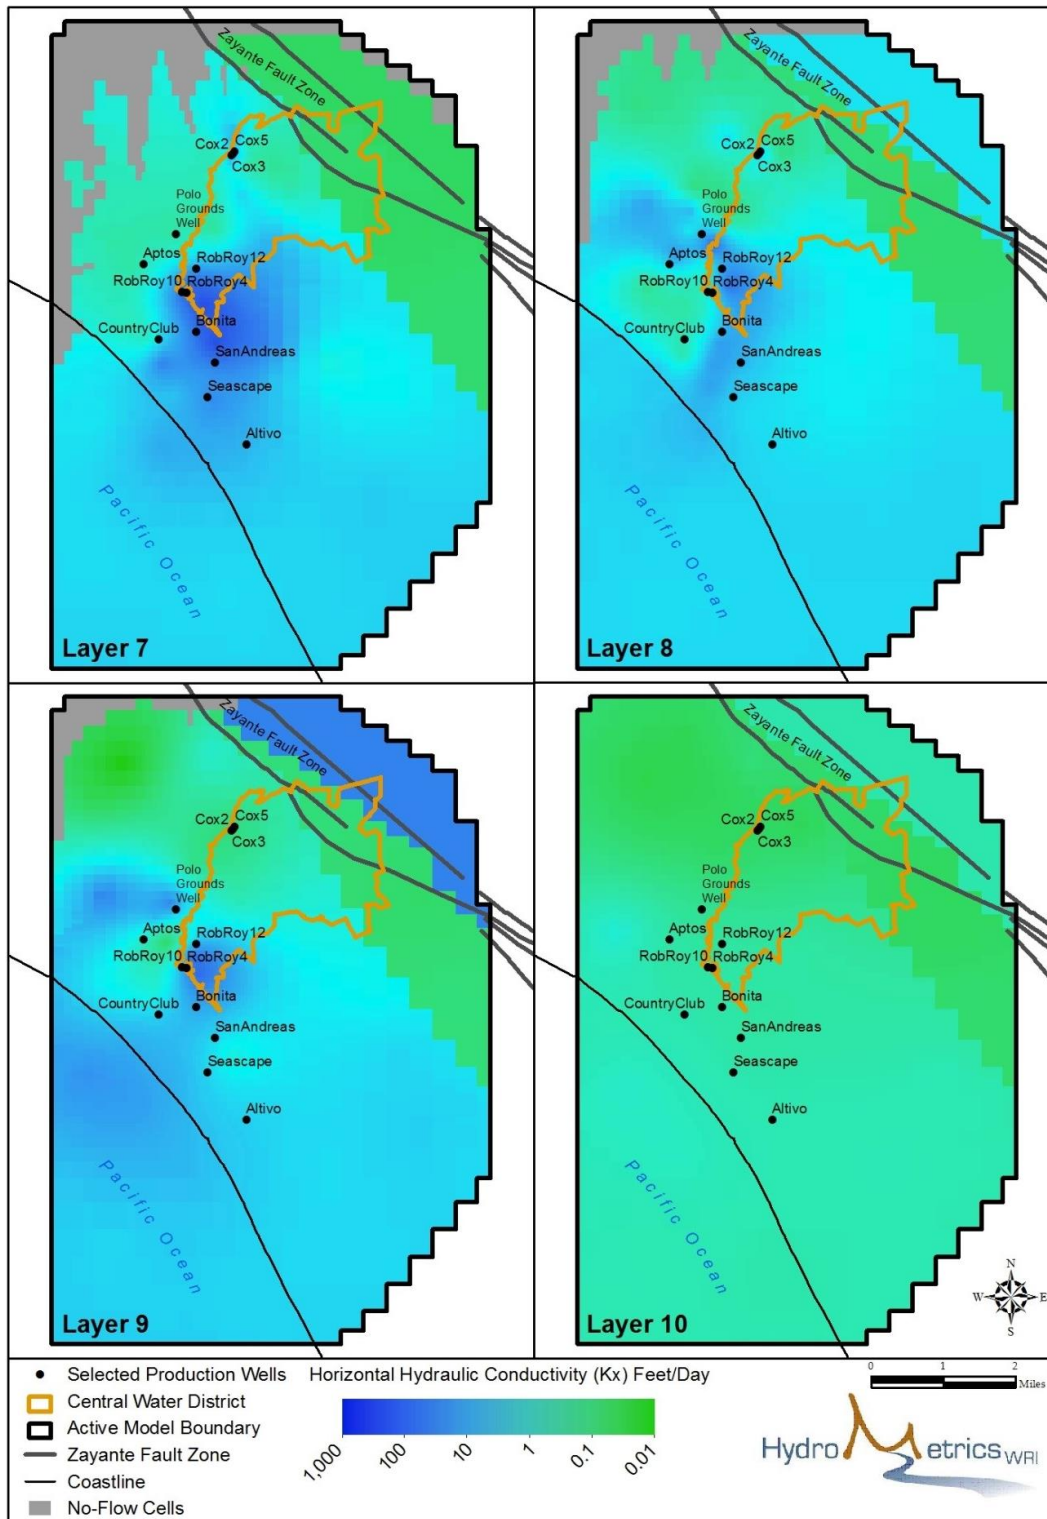 Zayante Fault Zone
Cox2
Cox5
Cox3
Polo
Grounds
Well
Aptos
RobRoy12
RobRoy10
RobRoy4
Bonita
CountryClub
SanAndreas
Seascape
Altivo
Pacific Ocean
Layer 7
Zayante Fault Zone
Cox2
Cox5
Cox3
Polo
Grounds
Well
Aptos
RobRoy12
RobRoy10
RobRoy4
Bonita
CountryClub
SanAndreas
Seascape
Altivo
Pacific Ocean
Layer 8
Zayante Fault Zone
Cox2
Cox5
Cox3
Polo
Grounds
Well
Aptos
RobRoy12
RobRoy10
RobRoy4
Bonita
CountryClub
SanAndreas
Seascape
Altivo
Pacific Ocean
Layer 9
Zayante Fault Zone
Cox2
Cox5
Cox3
Polo
Grounds
Well
Aptos
RobRoy12
RobRoy10
RobRoy4
Bonita
CountryClub
SanAndreas
Seascape
Altivo
Pacific Ocean
Layer 10
N
W E
S
Selected Production Wells
Central Water District
Active Model Boundary
Zayante Fault Zone
Coastline
No-Flow Cells
Horizontal Hydraulic Conductivity (Kx) Feet/Day
1,000 100 10 1 0.1 0.01
0 1 2
Miles
HydroMetrics WRI